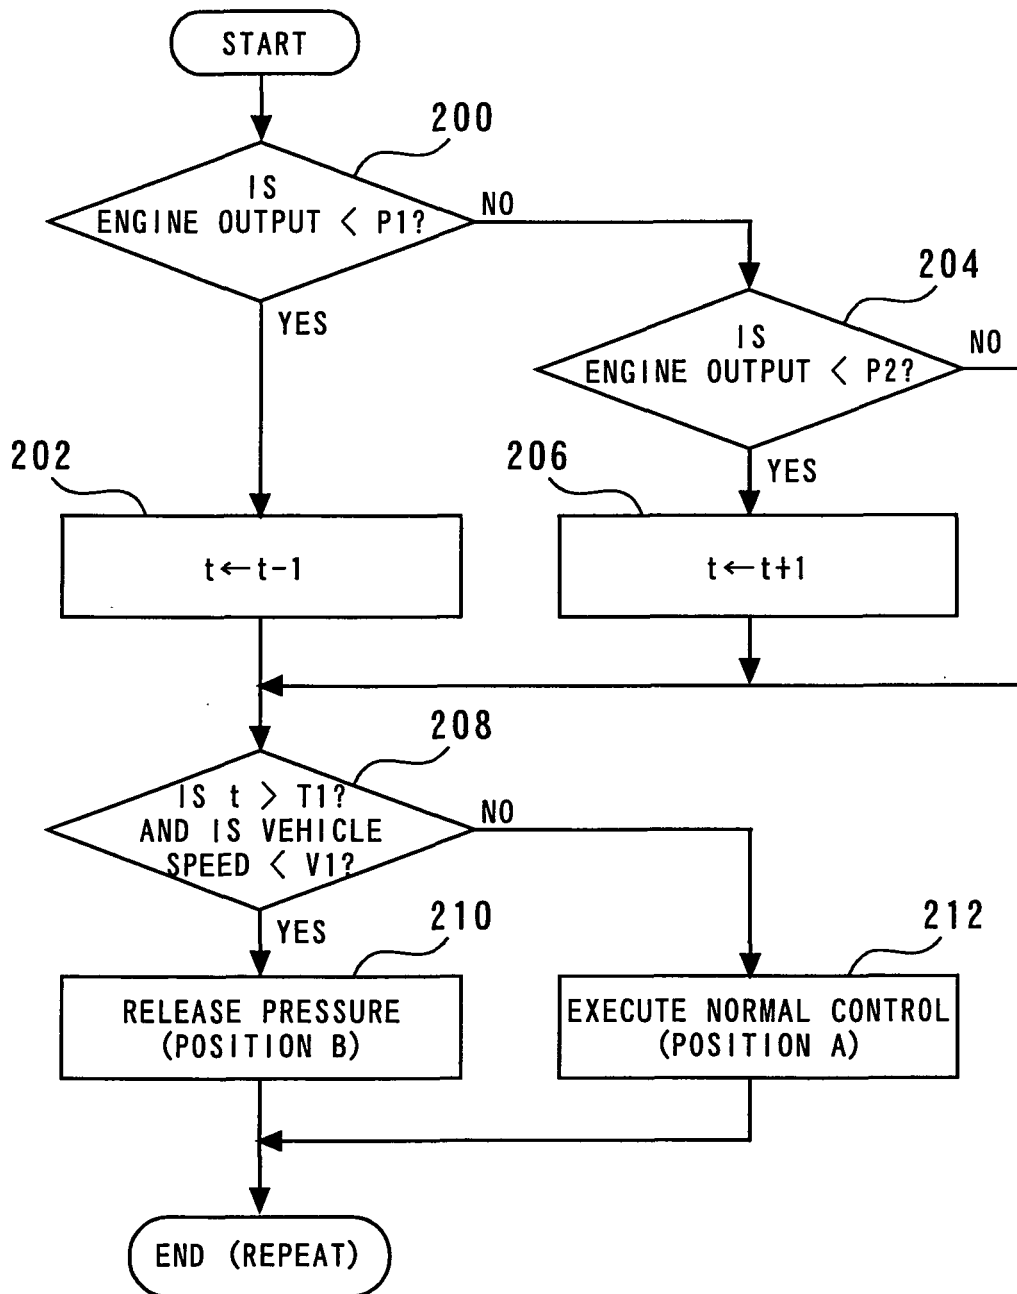 START
200
IS
ENGINE OUTPUT < P1?
NO
YES
204
IS
ENGINE OUTPUT < P2?
NO
YES
202
t←t-1
206
t←t+1
208
IS t > T1?
AND IS VEHICLE
SPEED < V1?
NO
YES
210
RELEASE PRESSURE
(POSITION B)
212
EXECUTE NORMAL CONTROL
(POSITION A)
END (REPEAT)